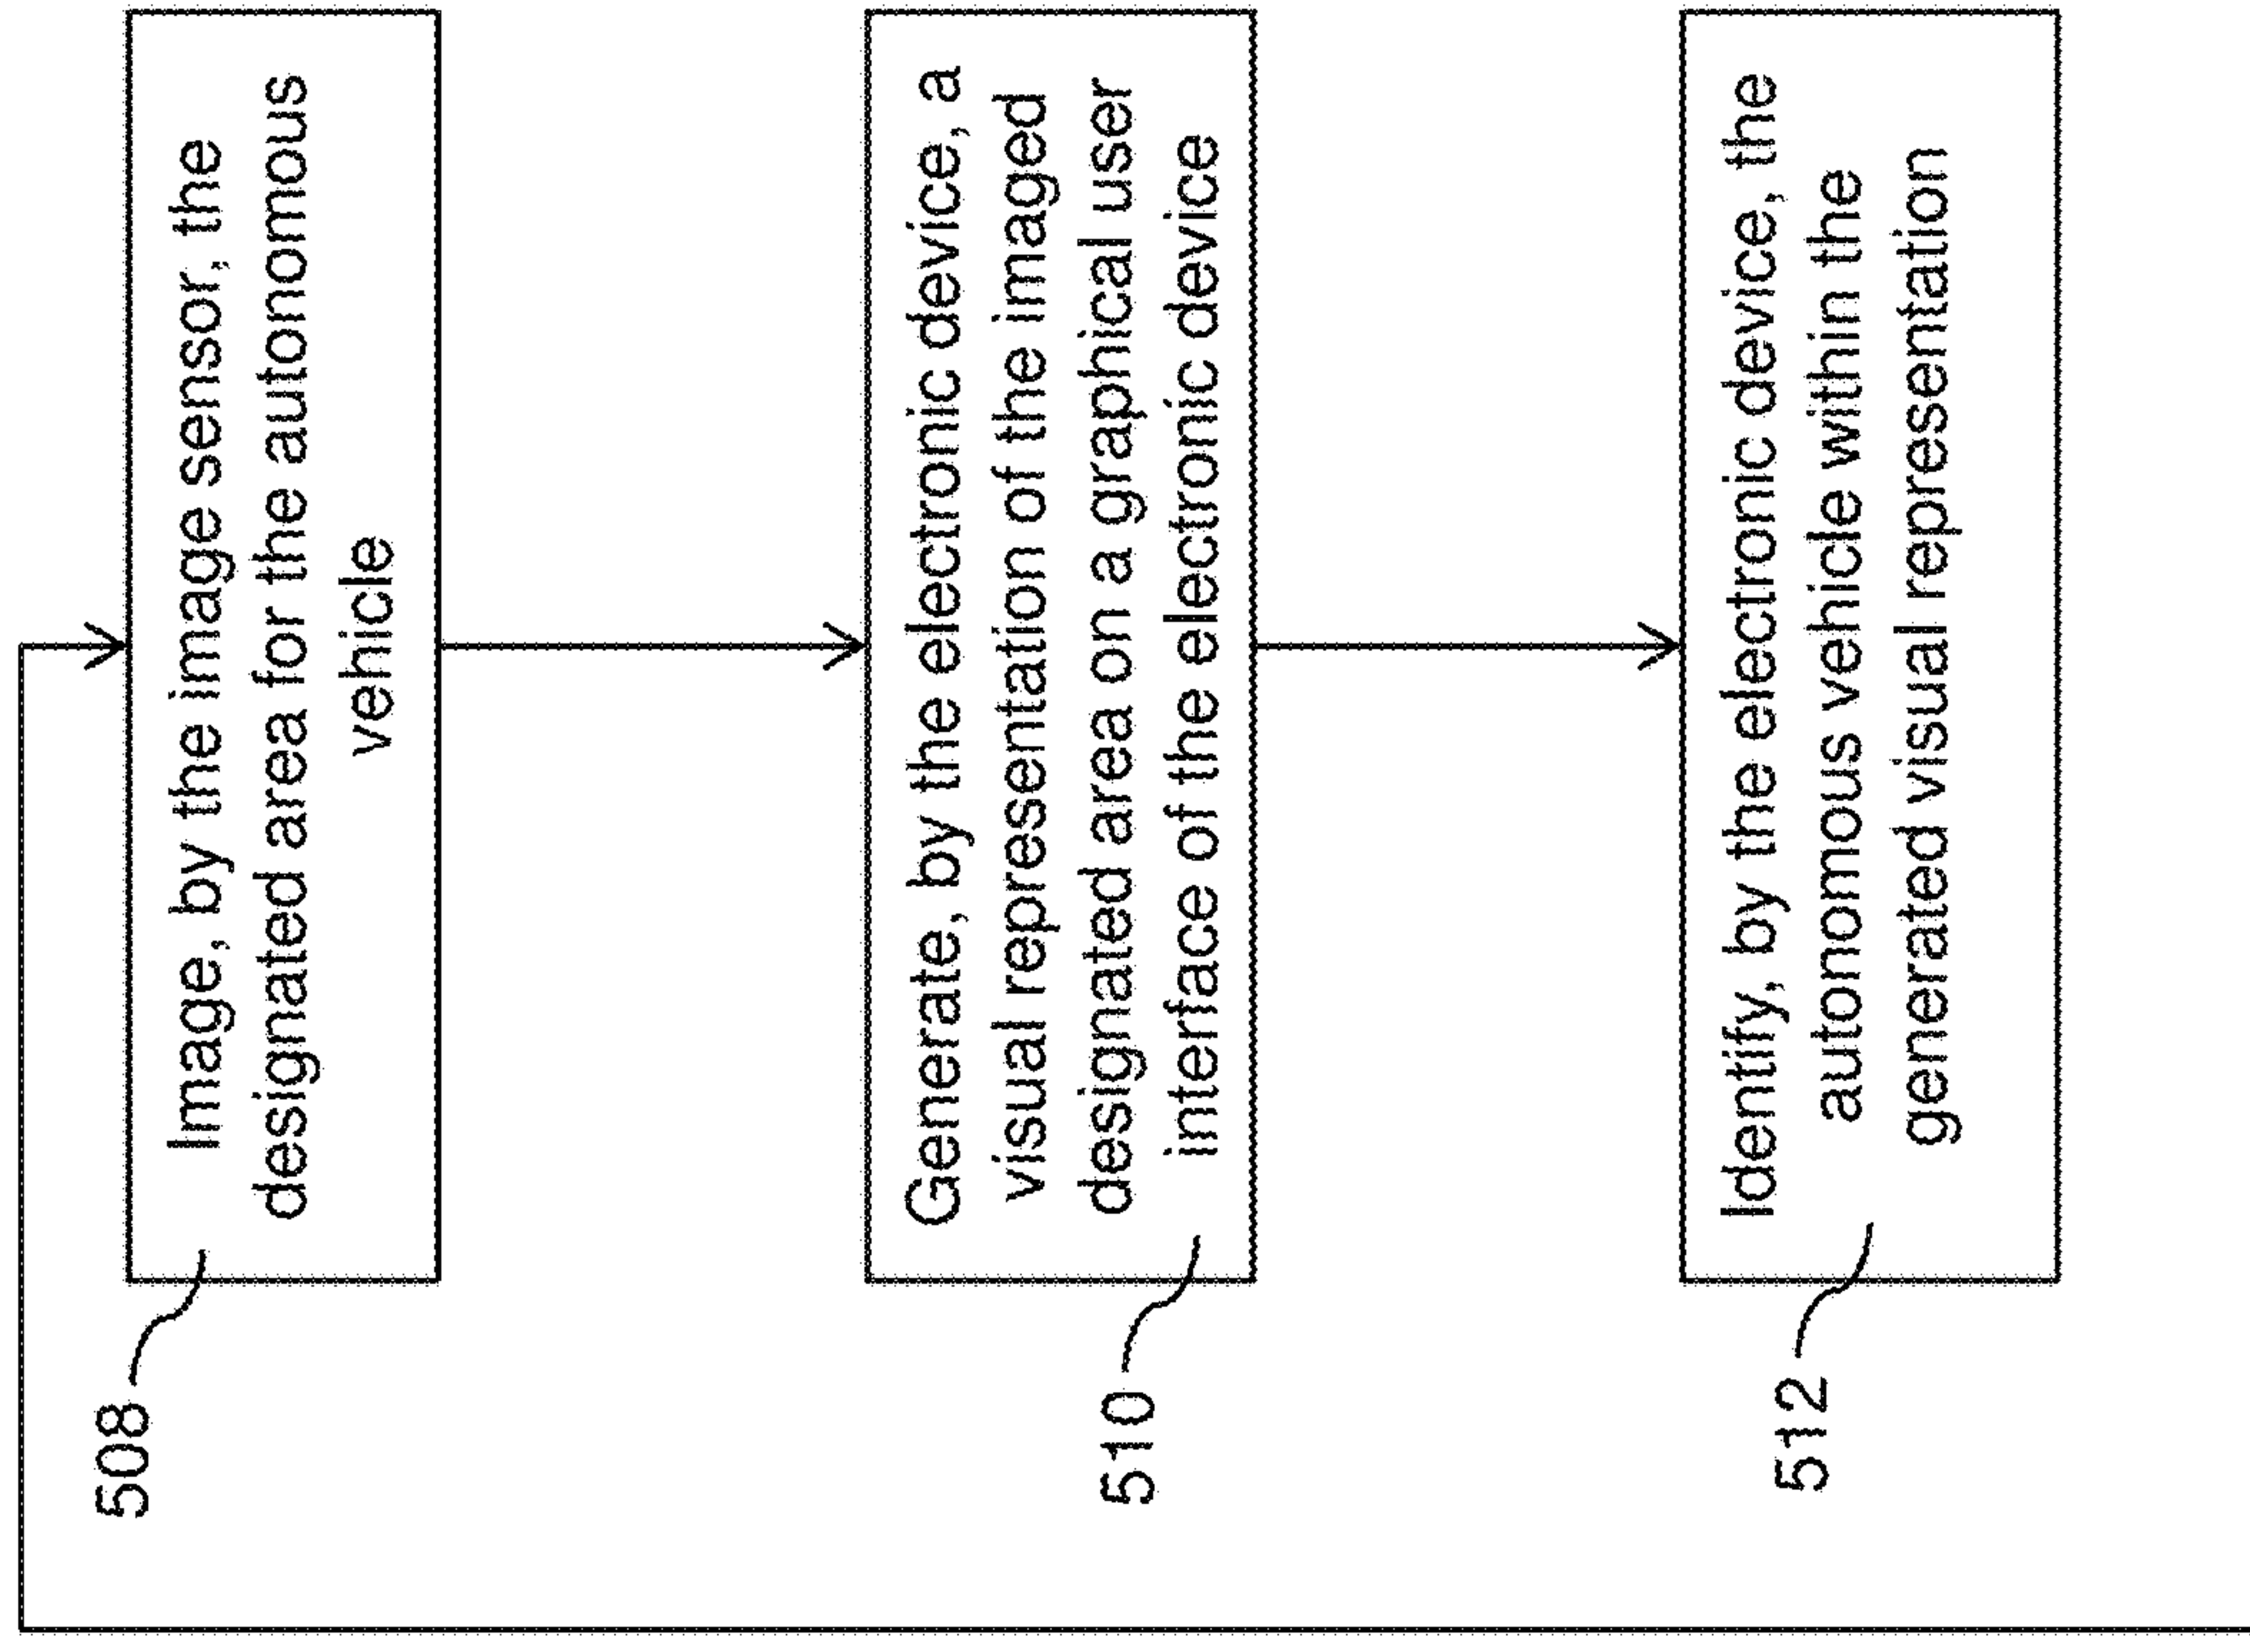 508
Image, by the image sensor, the
designated area for the autonomous
vehicle
510
Generate, by the electronic device, a
visual representation of the imaged
designated area on a graphical user
interface of the electronic device
512
Identify, by the electronic device, the
autonomous vehicle within the
generated visual representation